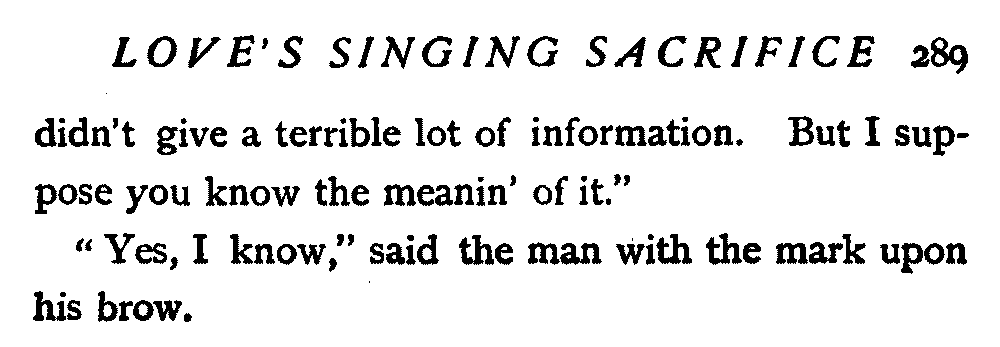 LOVE'S SINGING SACRIFICE 289
didn't give a terrible lot of information. But I sup-
pose you know the meanin' of it."
"Yes, I know," said the man with the mark upon
his brow.